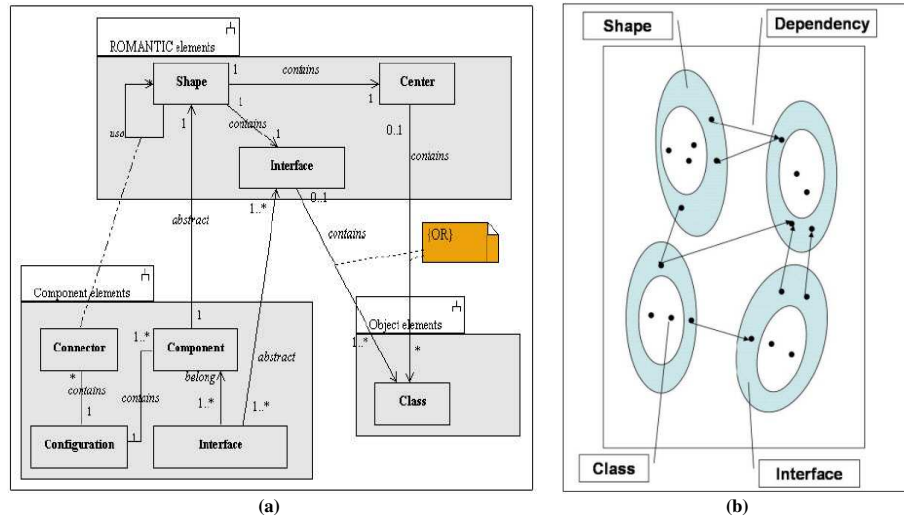 ROMANTIC elements
Shape
1
contains
1
Center
use
1
contains
1
1
0..1
Interface
0..1
contains
1..*
abstract
contains
{OR}
Component elements
Object elements
Connector
1..*
1
Component
1..*
*
*
contains
contains
belong
abstract
1
1..*
1..*
Class
Configuration
1
Interface
(a)
Shape
Dependency
Class
Interface
(b)